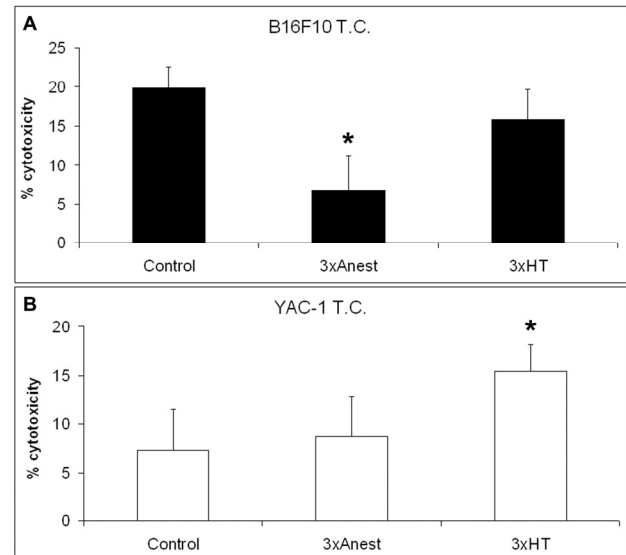 A
B16F10 T.C.
25
20
15
10
5
0
% cytotoxicity
*
Control 3xAnest 3xHT
B
YAC-1 T.C.
20
15
10
5
0
% cytotoxicity
*
Control 3xAnest 3xHT